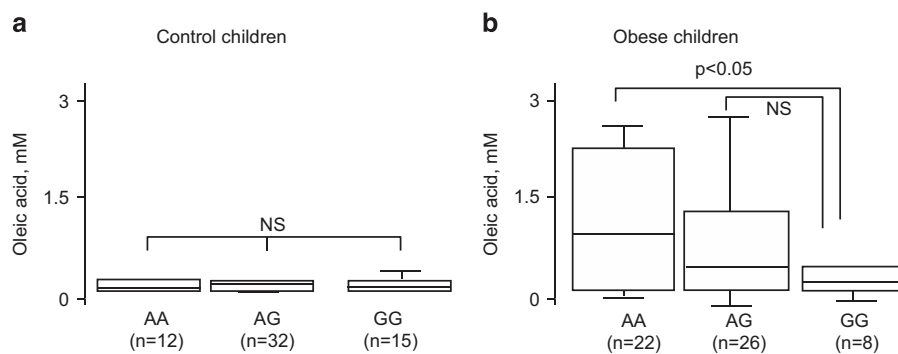 a
Control children
Oleic acid, mM
3
1.5
0
NS
AA
(n=12)
AG
(n=32)
GG
(n=15)
b
Obese children
Oleic acid, mM
3
1.5
0
p<0.05
NS
AA
(n=22)
AG
(n=26)
GG
(n=8)